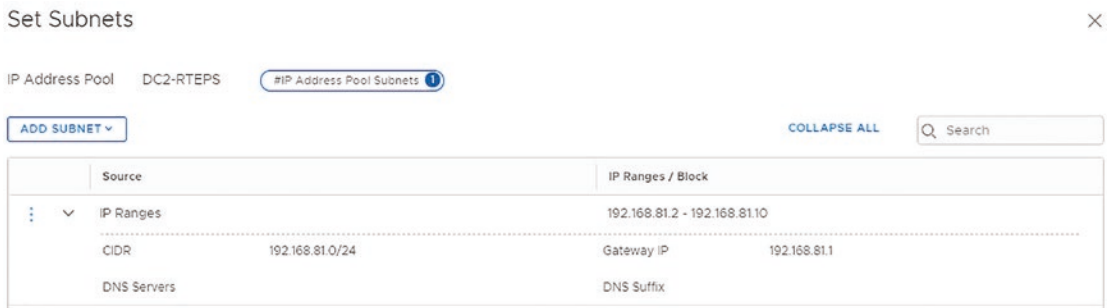 Set Subnets
IP Address Pool DC2-RTEPS #IP Address Pool Subnets 1
ADD SUBNET COLLAPSE ALL Search
Source IP Ranges / Block
IP Ranges 192.168.81.2 - 192.168.81.10
CIDR 192.168.81.0/24 Gateway IP 192.168.81.1
DNS Servers DNS Suffix